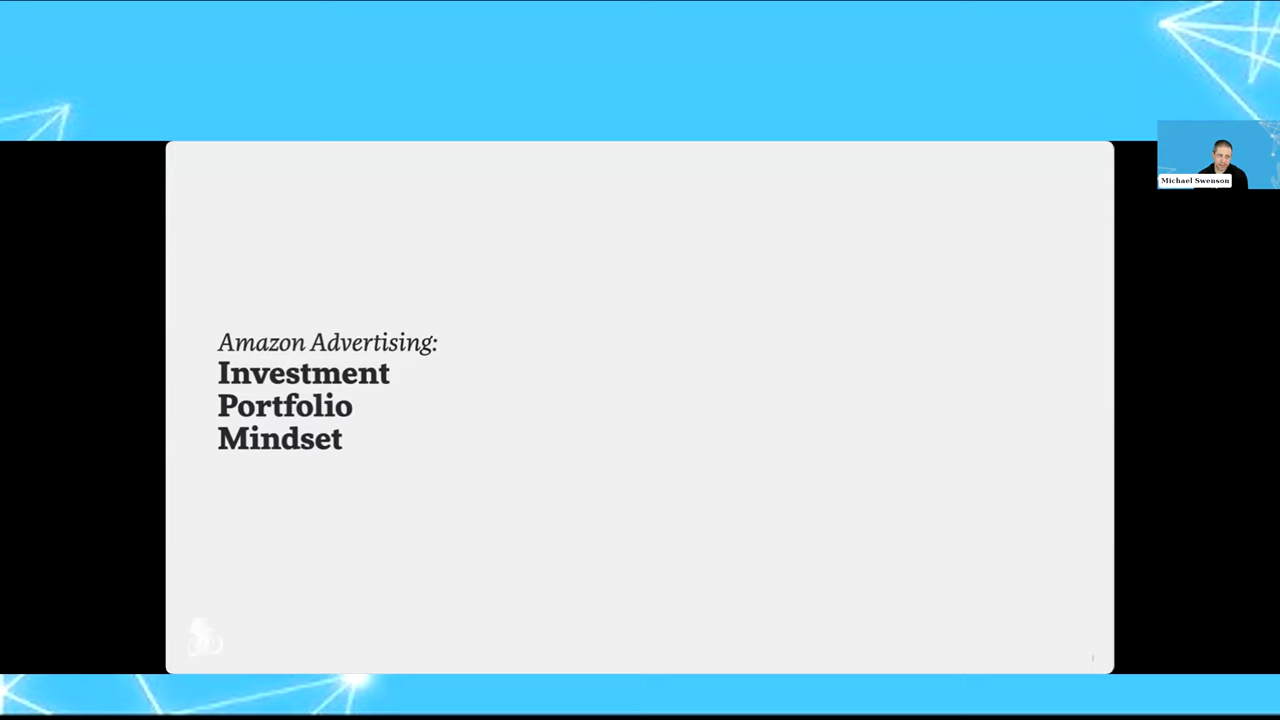 Amazon Advertising:
Investment
Portfolio
Mindset
Michael Swenson